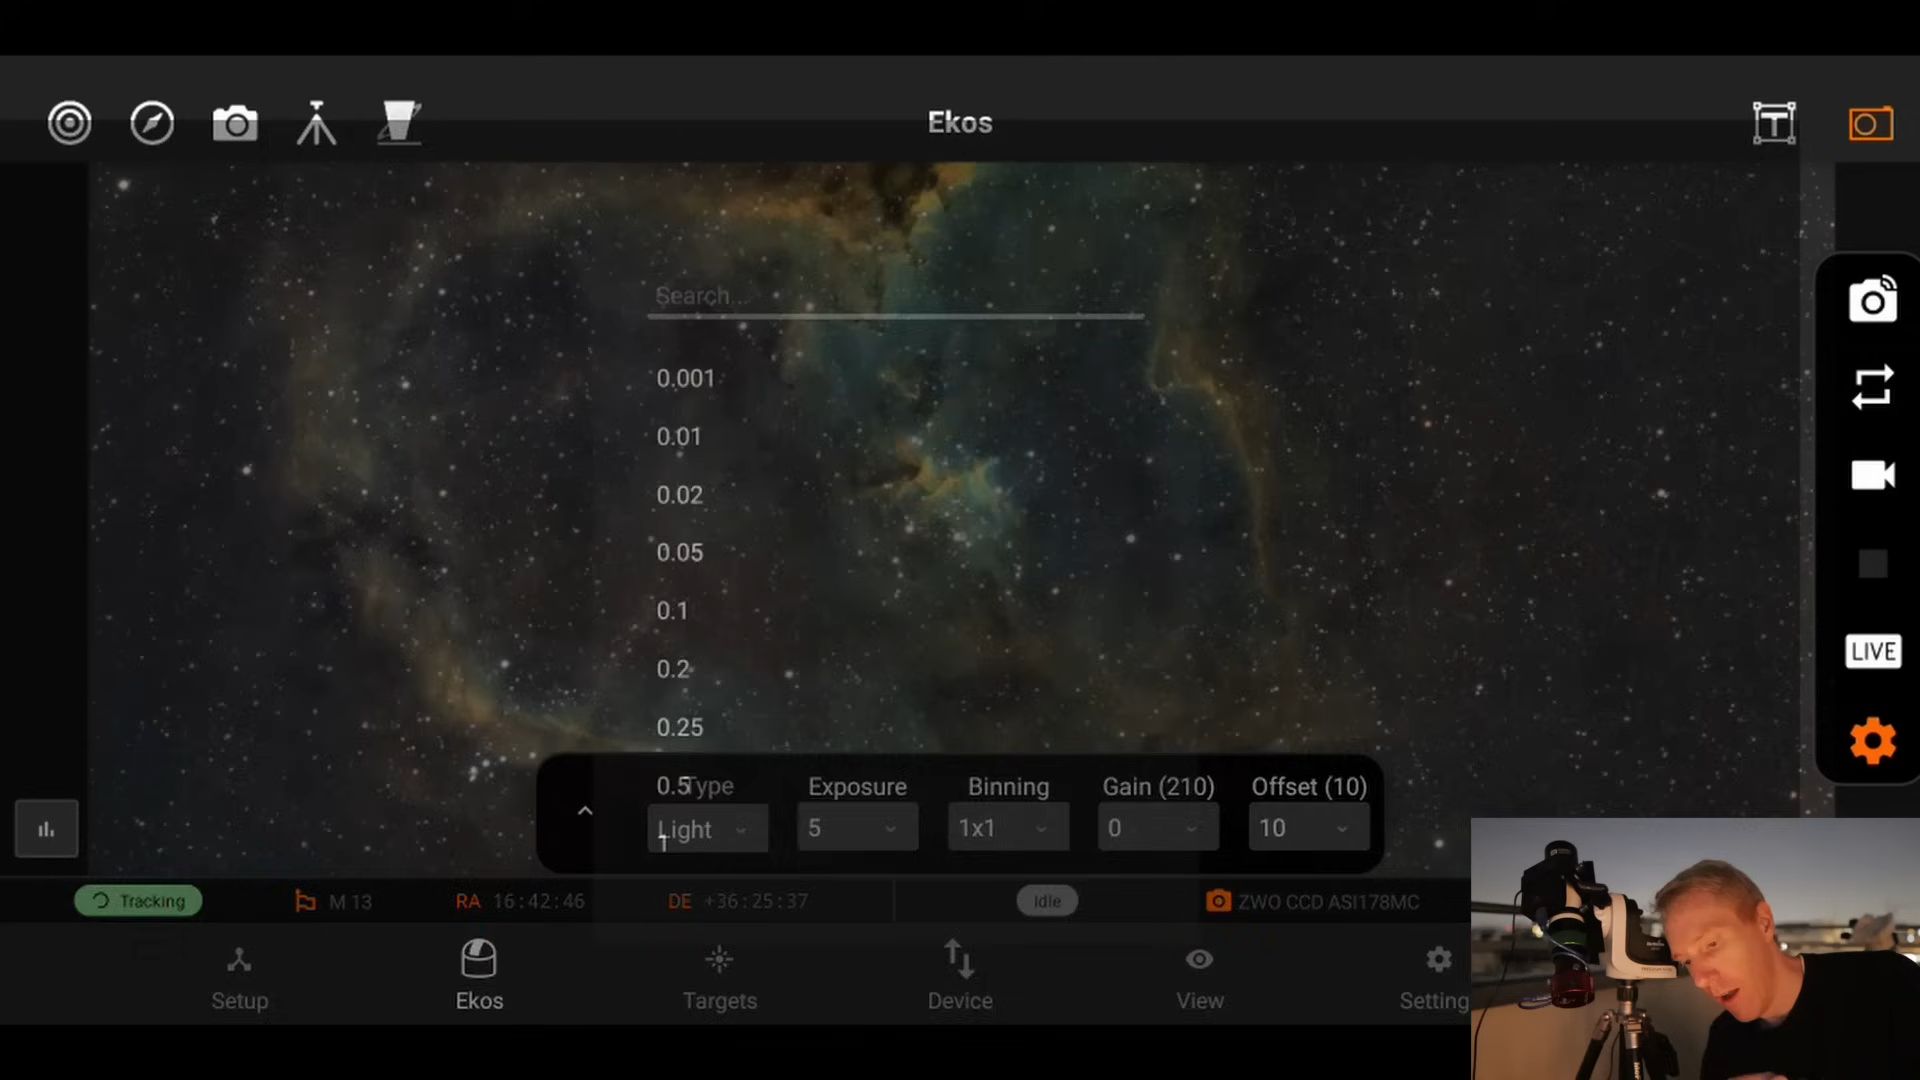 Ekos
Search...
0.001
0.01
0.02
0.05
0.1
0.2
0.25
0.5
1
Type Exposure Binning Gain (210) Offset (10)
Light 5 1x1 0 10
LIVE
Tracking M 13 RA 16:42:46 DE +36:25:37 Idle ZWO CCD ASI178MC
Setup Ekos Targets Device View Setting